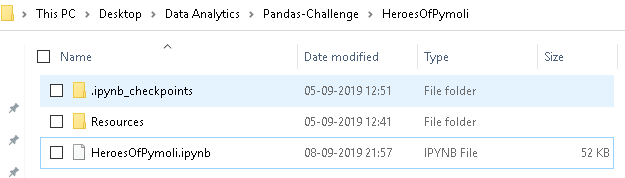 This PC > Desktop > Data Analytics > Pandas-Challenge > HeroesOfPymoli
Name Date modified Type Size
.ipynb_checkpoints 05-09-2019 12:51 File folder
Resources 05-09-2019 12:41 File folder
HeroesOfPymoli.ipynb 08-09-2019 21:57 IPYNB File 52 KB